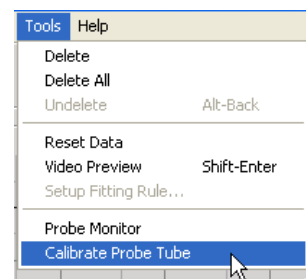 Tools Help
Delete
Delete All
Undelete Alt-Back
Reset Data
Video Preview Shift-Enter
Setup Fitting Rule...
Probe Monitor
Calibrate Probe Tube